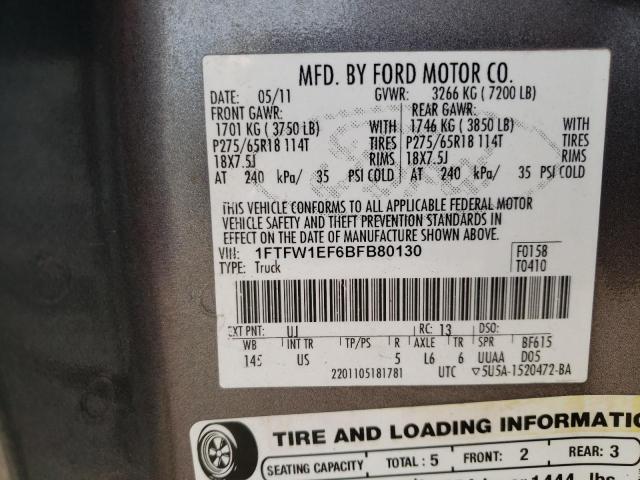 MFD. BY FORD MOTOR CO.
DATE: 05/11 GVWR: 3266 KG ( 7200 LB)
FRONT GAWR: REAR GAWR:
1701 KG ( 3750 LB) WITH 1746 KG ( 3850 LB) WITH
P275/65R18 114T TIRES P275/65R18 114T TIRES
18X7.5J RIMS 18X7.5J RIMS
AT 240 kPa/ 35 PSI COLD AT 240 kPa/ 35 PSI COLD
THIS VEHICLE CONFORMS TO ALL APPLICABLE FEDERAL MOTOR
VEHICLE SAFETY AND THEFT PREVENTION STANDARDS IN
EFFECT ON THE DATE OF MANUFACTURE SHOWN ABOVE.
VIN: 1FTFW1EF6BFB80130 F0158
TYPE: Truck T0410
EXT PNT: UJ RC: 13 DSO:
WB INT TR TP/PS R AXLE TR SPR BF615
145 US 5 L6 6 UUAA D05
2201105181781 UTC ▽5U5A-1520472-BA
TIRE AND LOADING INFORMATIO
SEATING CAPACITY TOTAL : 5 FRONT: 2 REAR: 3
1444 lbs